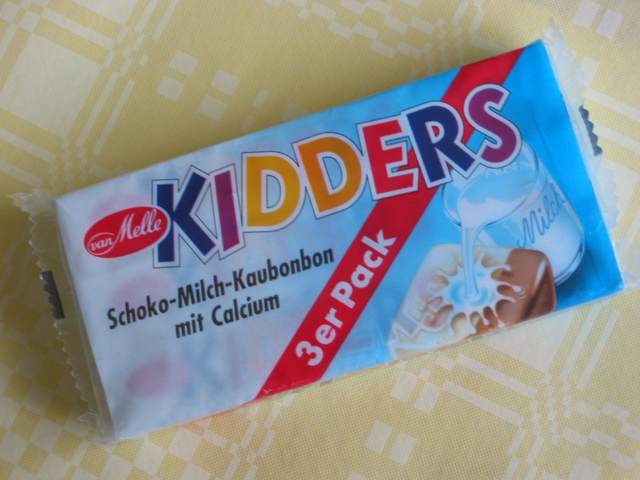 van Melle
KIDDERS
Schoko-Milch-Kaubonbon
mit Calcium
3er Pack
Milch